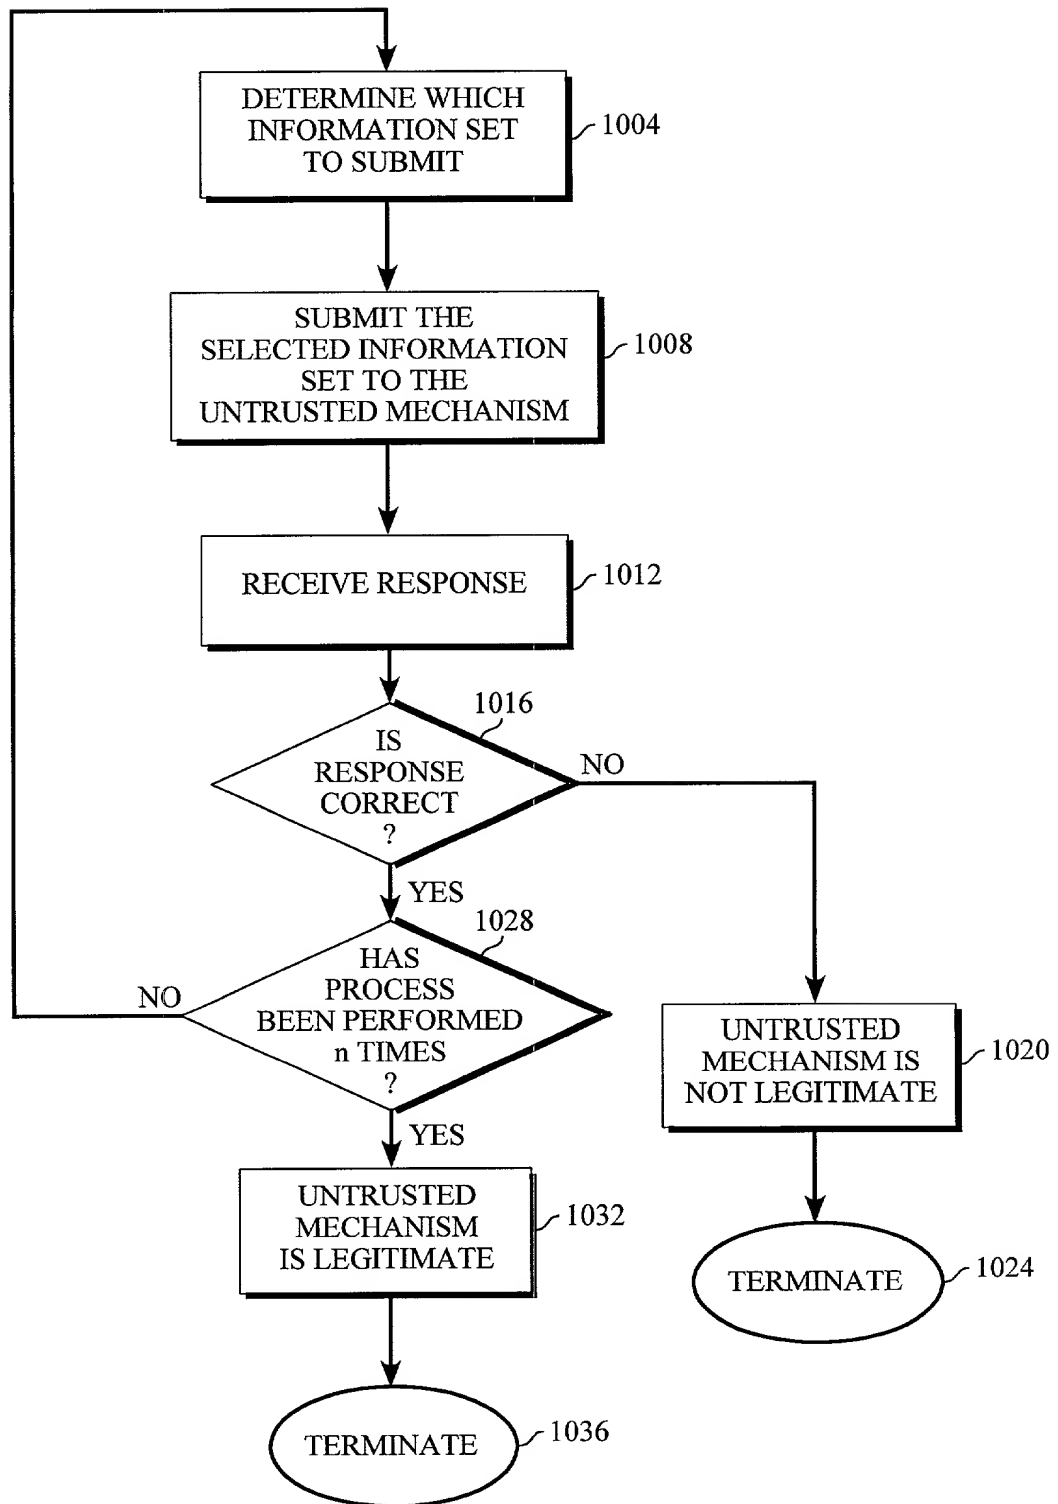 DETERMINE WHICH
INFORMATION SET
TO SUBMIT
1004
SUBMIT THE
SELECTED INFORMATION
SET TO THE
UNTRUSTED MECHANISM
1008
RECEIVE RESPONSE
1012
1016
IS
RESPONSE
CORRECT
?
NO
YES
1028
HAS
PROCESS
BEEN PERFORMED
n TIMES
?
NO
YES
UNTRUSTED
MECHANISM IS
NOT LEGITIMATE
1020
UNTRUSTED
MECHANISM
IS LEGITIMATE
1032
TERMINATE
1024
TERMINATE
1036